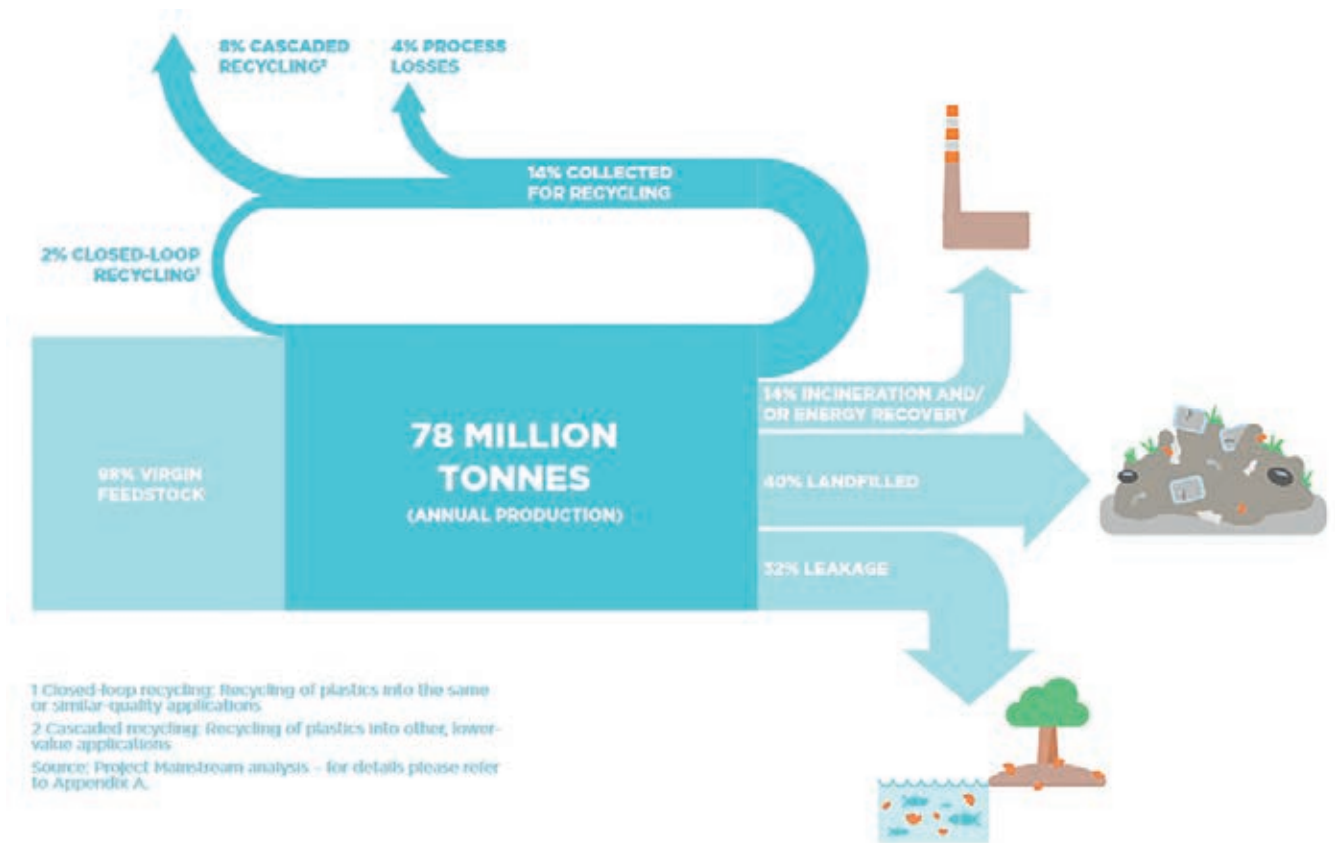 8% CASCADED
RECYCLING²
4% PROCESS
LOSSES
14% COLLECTED
FOR RECYCLING
2% CLOSED-LOOP
RECYCLING¹
98% VIRGIN
FEEDSTOCK
78 MILLION
TONNES
(ANNUAL PRODUCTION)
14% INCINERATION AND/
OR ENERGY RECOVERY
40% LANDFILLED
32% LEAKAGE
1 Closed-loop recycling: Recycling of plastics into the same
or similar-quality applications
2 Cascaded recycling: Recycling of plastics into other, lower-
value applications
Source: Project Mainstream analysis – for details please refer
to Appendix A.